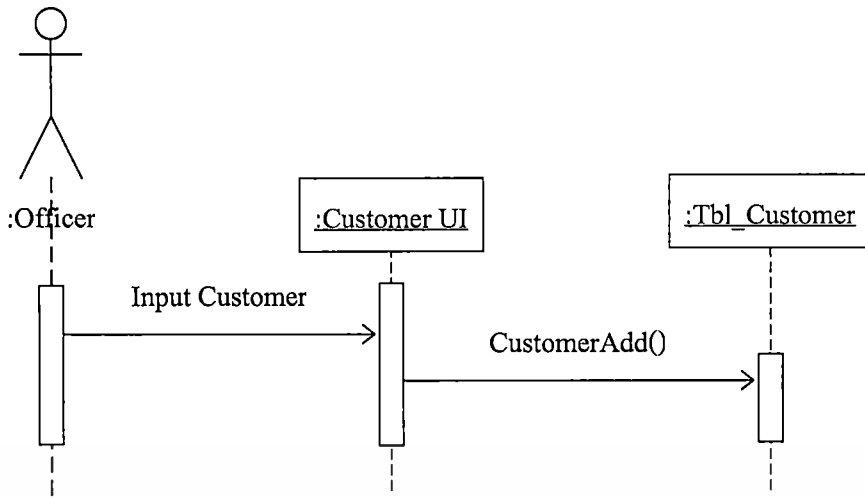 :Officer
:Customer UI
:Tbl_Customer
Input Customer
CustomerAdd()